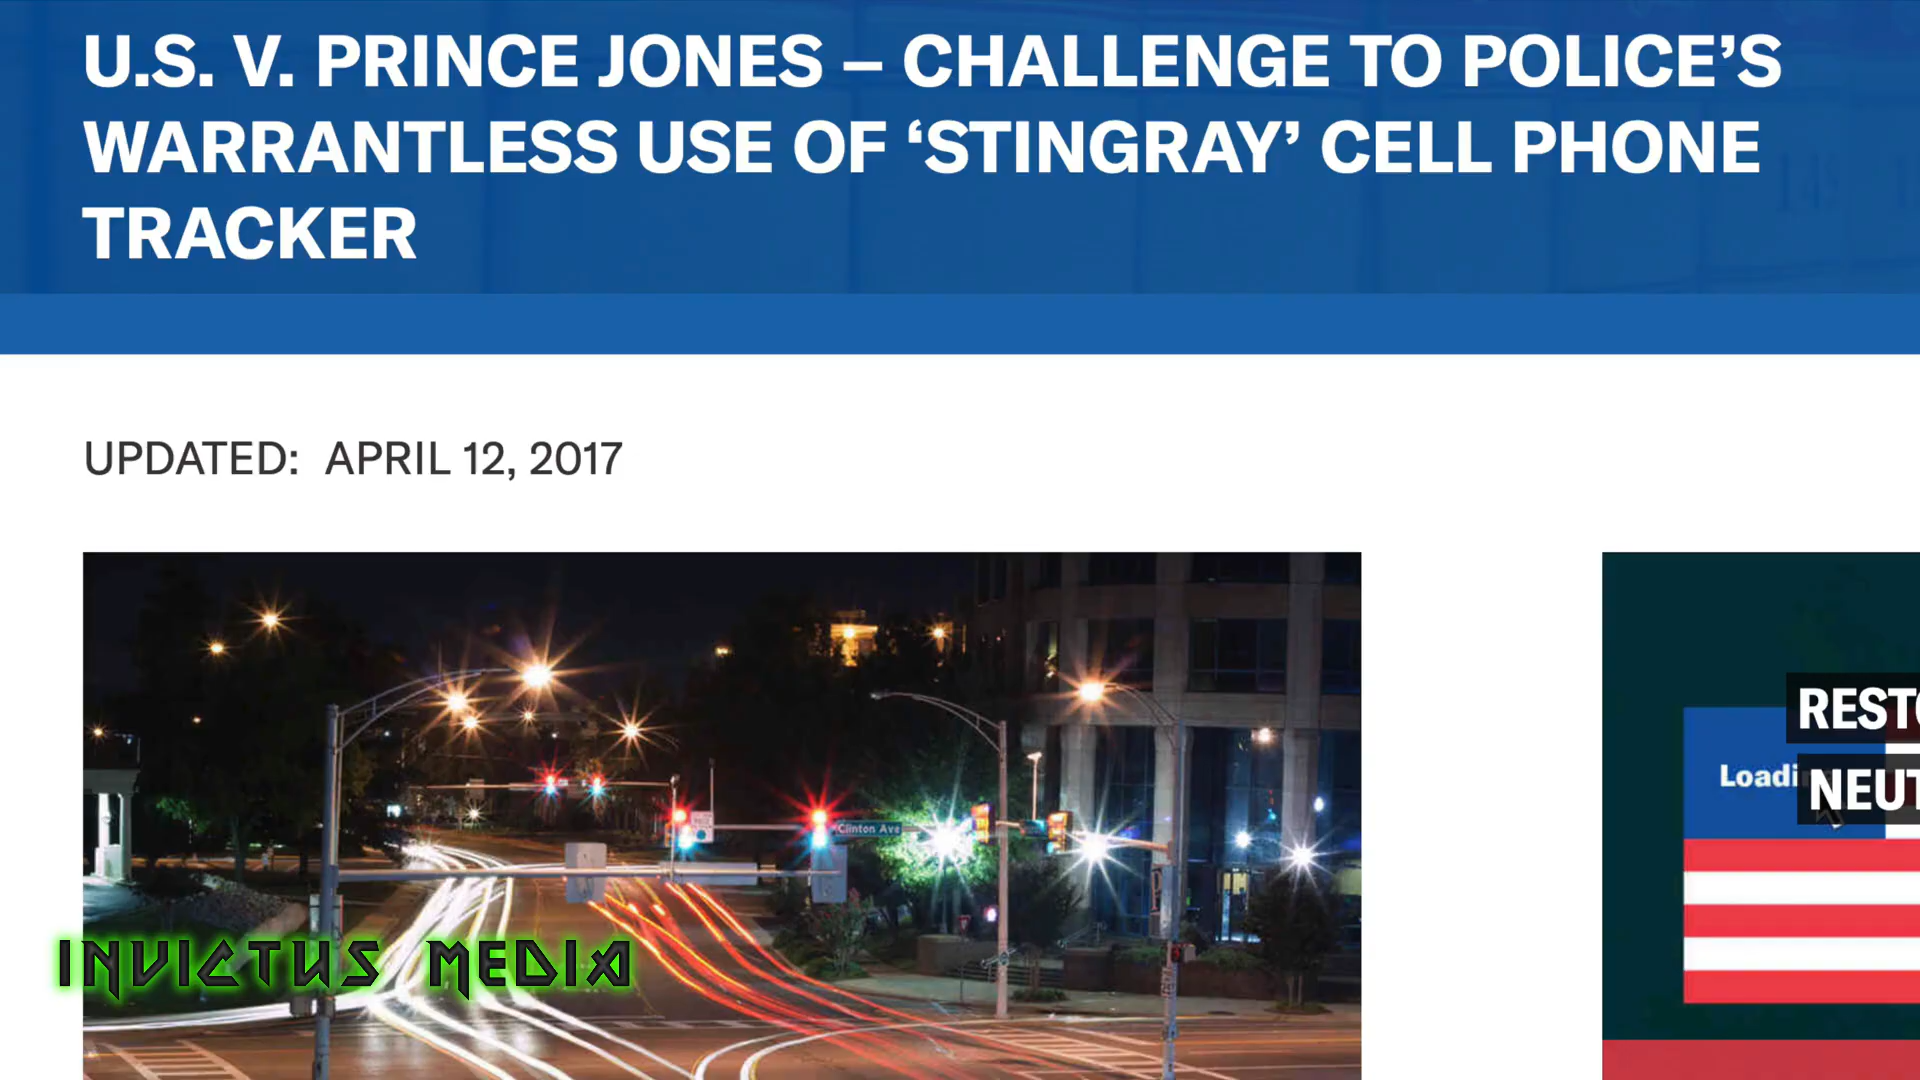 U.S. V. PRINCE JONES – CHALLENGE TO POLICE’S
WARRANTLESS USE OF ‘STINGRAY’ CELL PHONE
TRACKER
UPDATED: APRIL 12, 2017
Clinton Ave
INVICTUS MEDIA